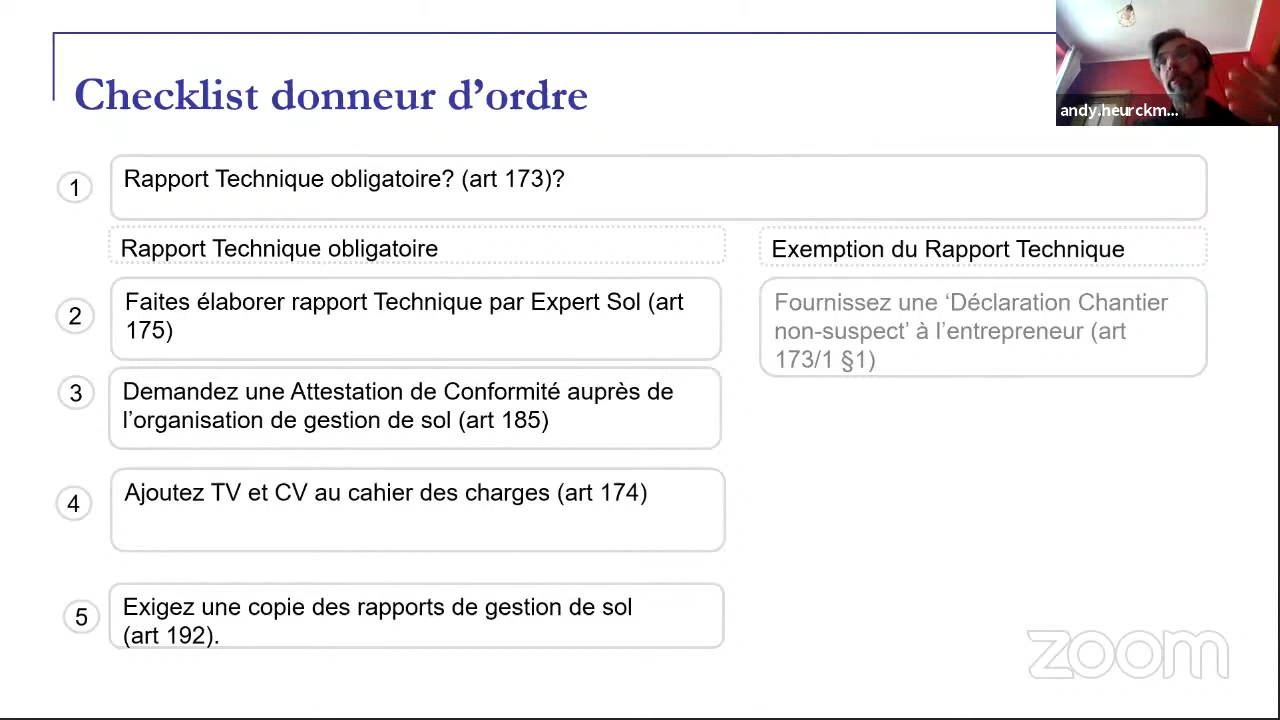 Checklist donneur d’ordre
andy.heurckm...
1
Rapport Technique obligatoire? (art 173)?
Rapport Technique obligatoire
Exemption du Rapport Technique
2
Faites élaborer rapport Technique par Expert Sol (art
175)
Fournissez une ‘Déclaration Chantier
non-suspect’ à l’entrepreneur (art
173/1 §1)
3
Demandez une Attestation de Conformité auprès de
l’organisation de gestion de sol (art 185)
4
Ajoutez TV et CV au cahier des charges (art 174)
5
Exigez une copie des rapports de gestion de sol
(art 192).
zoom